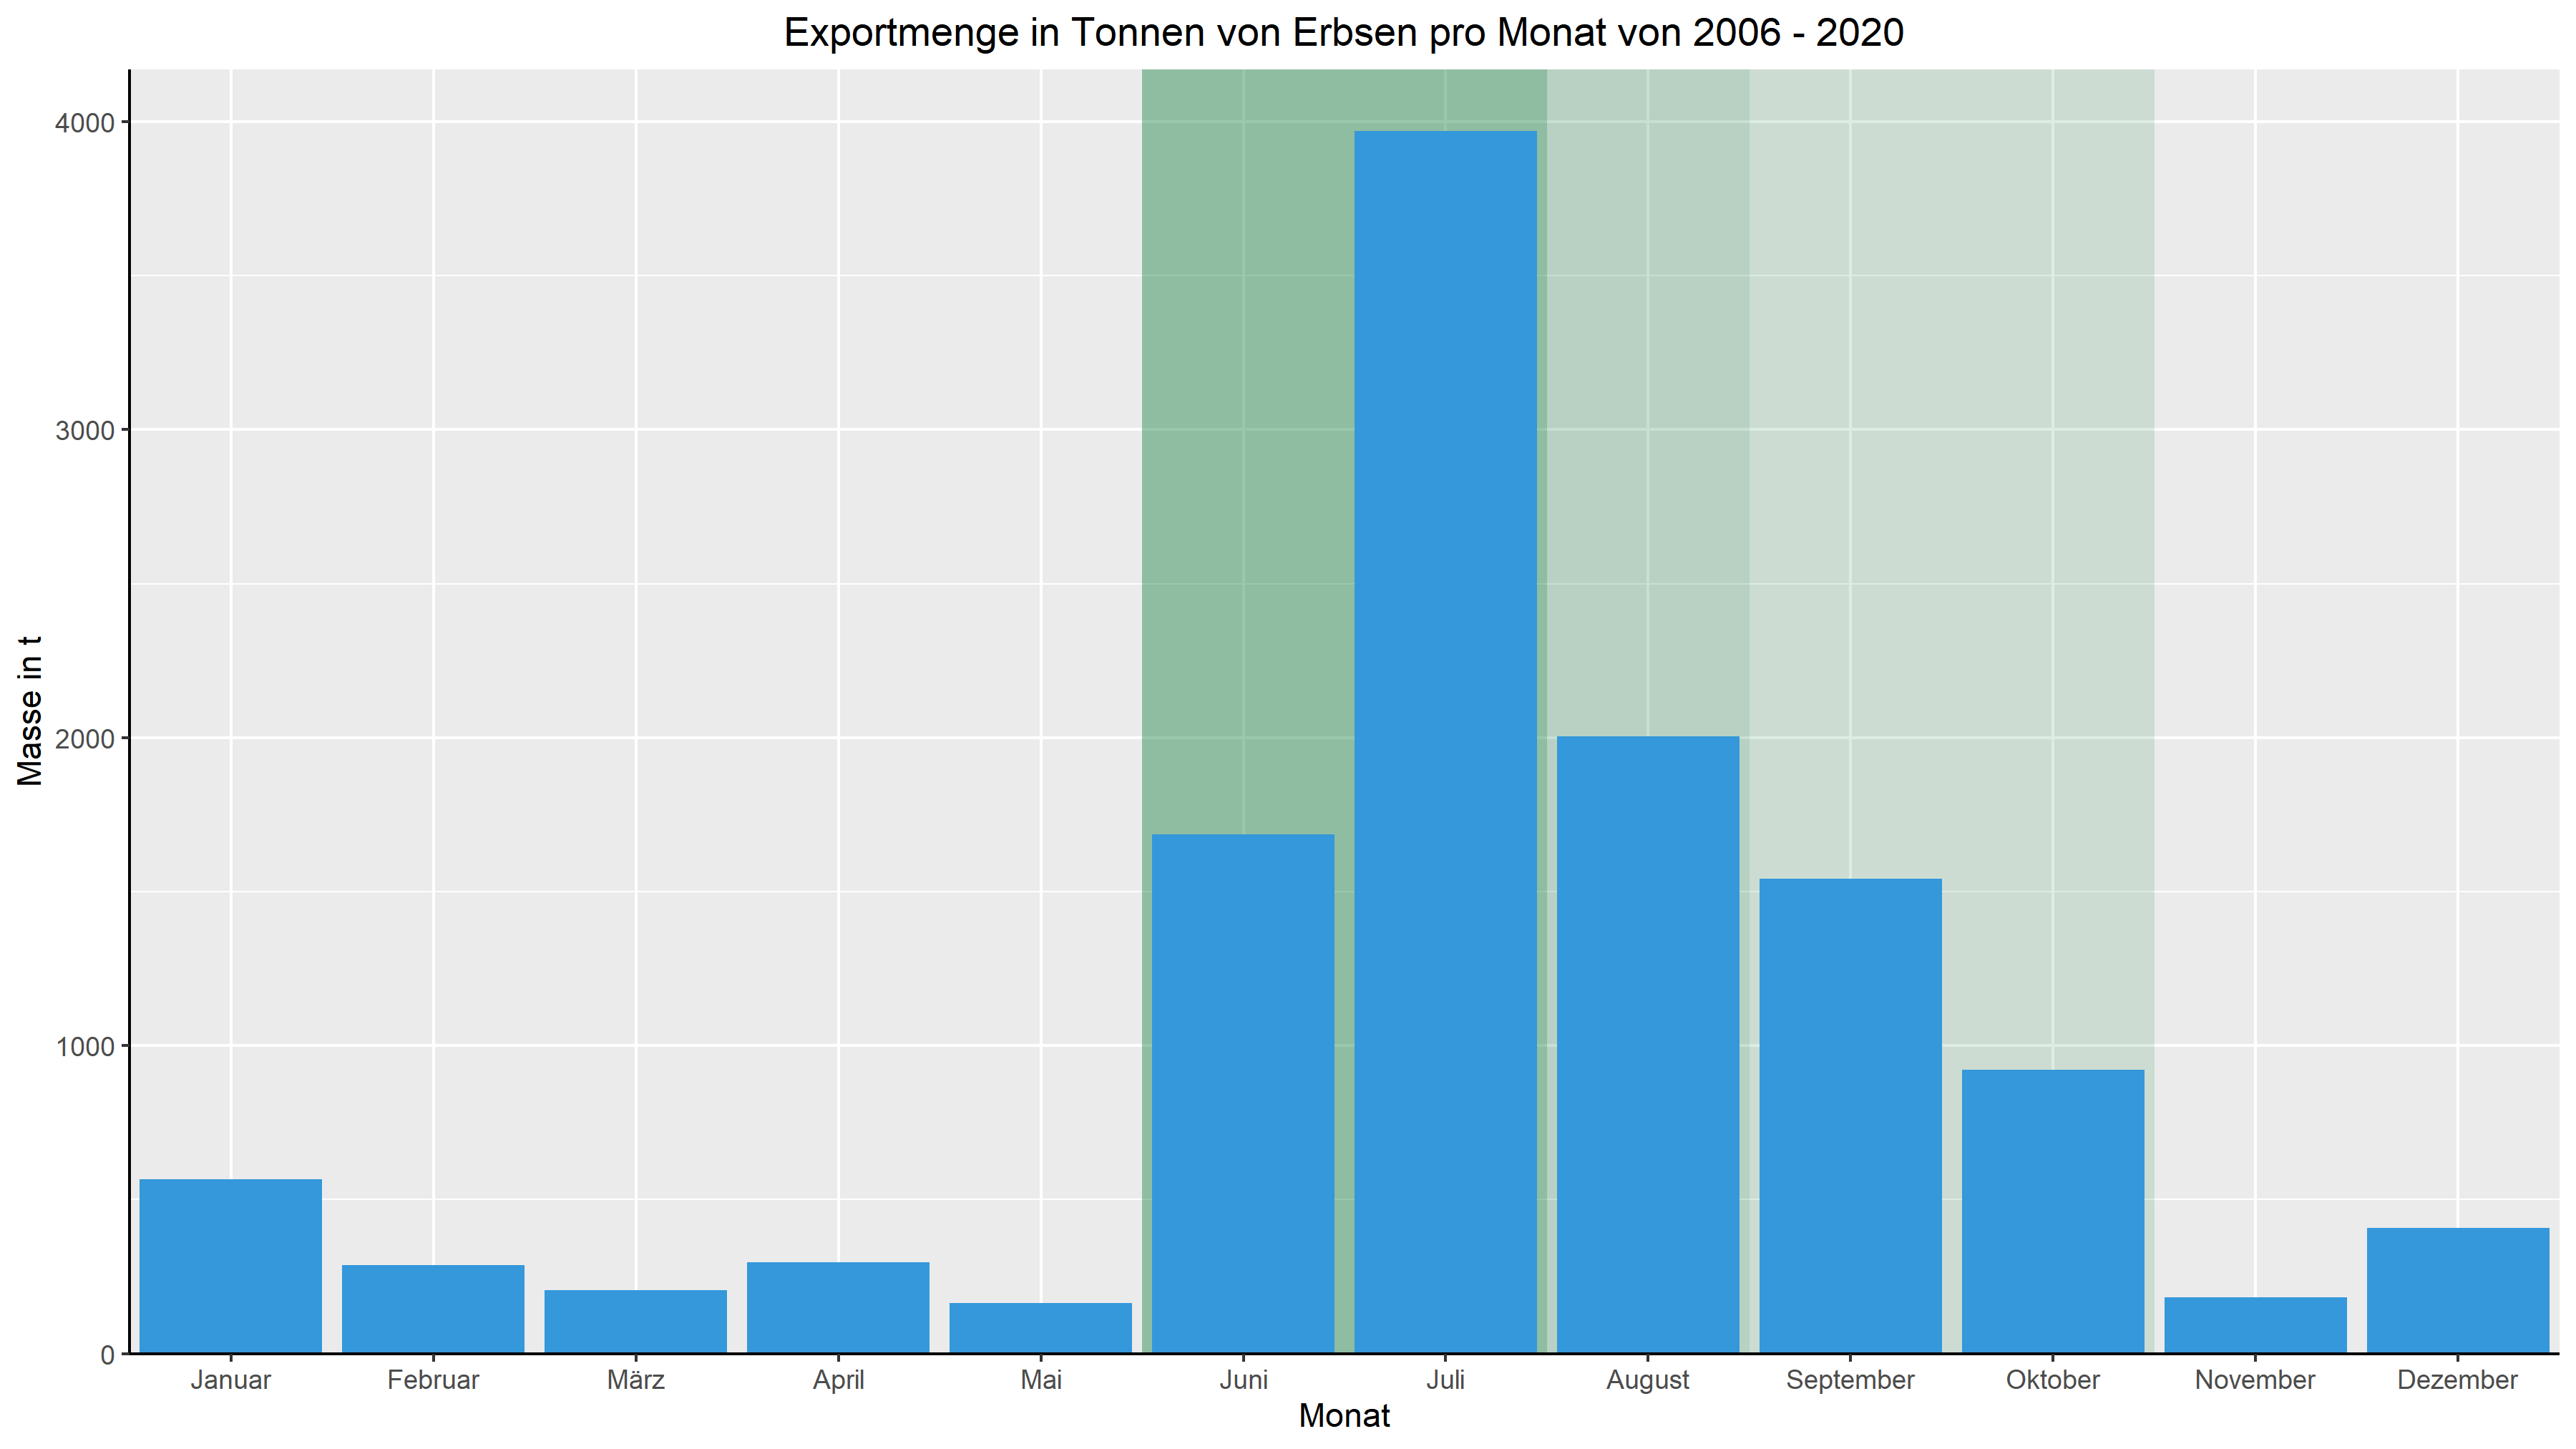 Exportmenge in Tonnen von Erbsen pro Monat von 2006 - 2020
4000
3000
2000
1000
0
Masse in t
Januar Februar März April Mai Juni Juli August September Oktober November Dezember
Monat